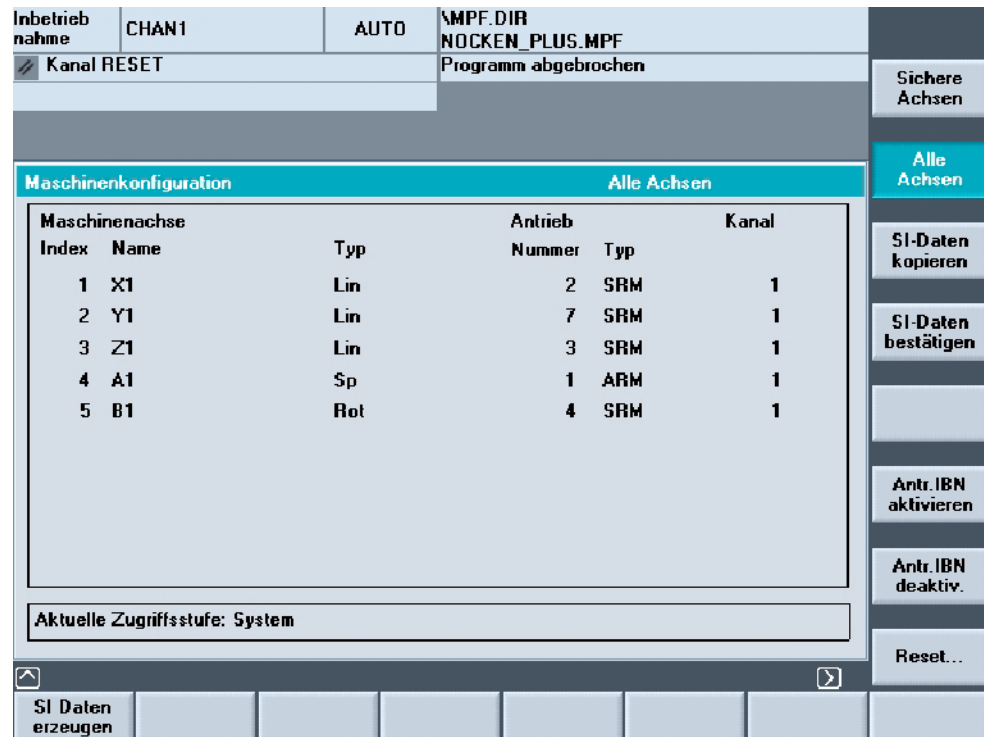 Inbetrieb
nahme
CHAN1
AUTO
\MPF.DIR
NOCKEN_PLUS.MPF
Kanal RESET
Programm abgebrochen
Maschinenkonfiguration Alle Achsen
Maschinenachse Antrieb Kanal
Index Name Typ Nummer Typ
1 X1 Lin 2 SRM 1
2 Y1 Lin 7 SRM 1
3 Z1 Lin 3 SRM 1
4 A1 Sp 1 ARM 1
5 B1 Rot 4 SRM 1
Aktuelle Zugriffsstufe: System
Sichere
Achsen
Alle
Achsen
SI-Daten
kopieren
SI-Daten
bestätigen
Antr.IBN
aktivieren
Antr.IBN
deaktiv.
Reset...
SI Daten
erzeugen